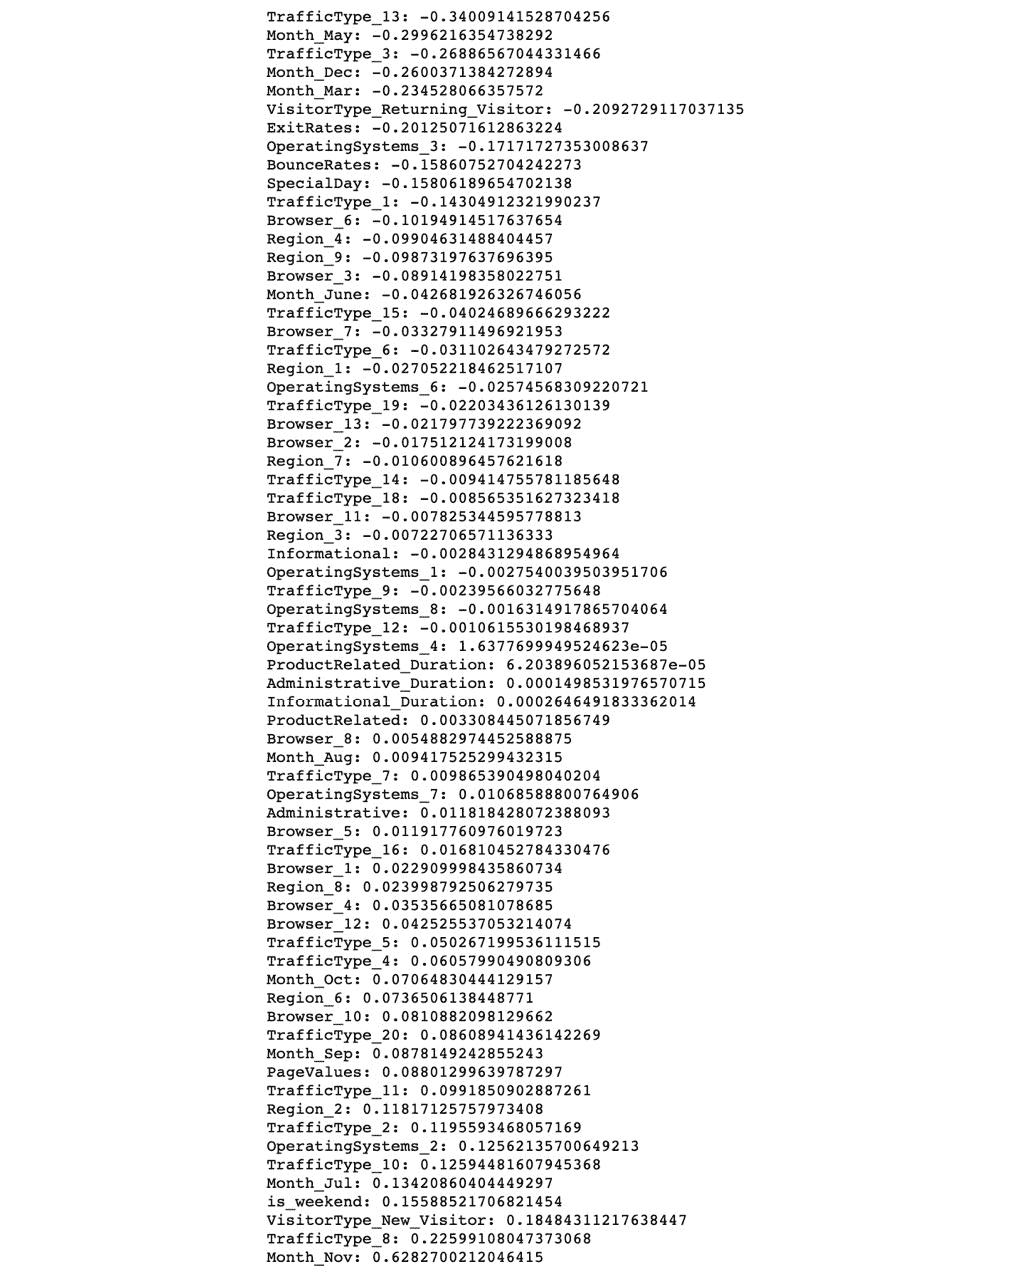 TrafficType_13: -0.34009141528704256
Month_May: -0.2996216354738292
TrafficType_3: -0.26886567044331466
Month_Dec: -0.2600371384272894
Month_Mar: -0.234528066357572
VisitorType_Returning_Visitor: -0.2092729117037135
ExitRates: -0.20125071612863224
OperatingSystems_3: -0.17171727353008637
BounceRates: -0.15860752704242273
SpecialDay: -0.15806189654702138
TrafficType_1: -0.14304912321990237
Browser_6: -0.10194914517637654
Region_4: -0.09904631488404457
Region_9: -0.09873197637696395
Browser_3: -0.08914198358022751
Month_June: -0.042681926326746056
TrafficType_15: -0.04024689666293222
Browser_7: -0.03327911496921953
TrafficType_6: -0.031102643479272572
Region_1: -0.027052218462517107
OperatingSystems_6: -0.02574568309220721
TrafficType_19: -0.02203436126130139
Browser_13: -0.021797739222369092
Browser_2: -0.017512124173199008
Region_7: -0.010600896457621618
TrafficType_14: -0.009414755781185648
TrafficType_18: -0.008565351627323418
Browser_11: -0.007825344595778813
Region_3: -0.00722706571136333
Informational: -0.0028431294868954964
OperatingSystems_1: -0.0027540039503951706
TrafficType_9: -0.00239566032775648
OperatingSystems_8: -0.0016314917865704064
TrafficType_12: -0.0010615530198468937
OperatingSystems_4: 1.6377699949524623e-05
ProductRelated_Duration: 6.203896052153687e-05
Administrative_Duration: 0.0001498531976570715
Informational_Duration: 0.0002646491833362014
ProductRelated: 0.003308445071856749
Browser_8: 0.0054882974452588875
Month_Aug: 0.009417525299432315
TrafficType_7: 0.009865390498040204
OperatingSystems_7: 0.01068588800764906
Administrative: 0.011818428072388093
Browser_5: 0.011917760976019723
TrafficType_16: 0.016810452784330476
Browser_1: 0.022909998435860734
Region_8: 0.023998792506279735
Browser_4: 0.03535665081078685
Browser_12: 0.042525537053214074
TrafficType_5: 0.050267199536111515
TrafficType_4: 0.06057990490809306
Month_Oct: 0.07064830444129157
Region_6: 0.0736506138448771
Browser_10: 0.0810882098129662
TrafficType_20: 0.08608941436142269
Month_Sep: 0.0878149242855243
PageValues: 0.08801299639787297
TrafficType_11: 0.0991850902887261
Region_2: 0.11817125757973408
TrafficType_2: 0.1195593468057169
OperatingSystems_2: 0.12562135700649213
TrafficType_10: 0.12594481607945368
Month_Jul: 0.13420860404449297
is_weekend: 0.15588521706821454
VisitorType_New_Visitor: 0.18484311217638447
TrafficType_8: 0.22599108047373068
Month_Nov: 0.6282700212046415